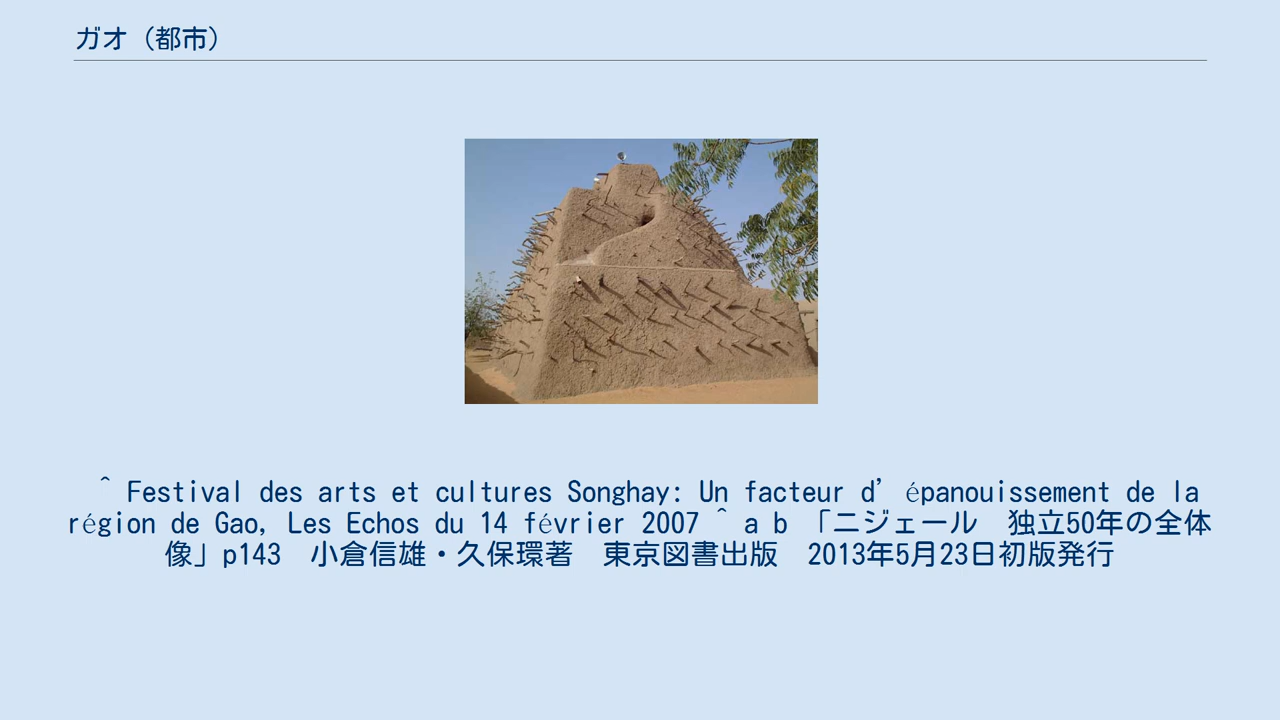 ガオ（都市）
^ Festival des arts et cultures Songhay: Un facteur d’épanouissement de la
région de Gao, Les Echos du 14 février 2007 ^ a b 「ニジェール　独立50年の全体
像」p143　小倉信雄・久保環著　東京図書出版　2013年5月23日初版発行